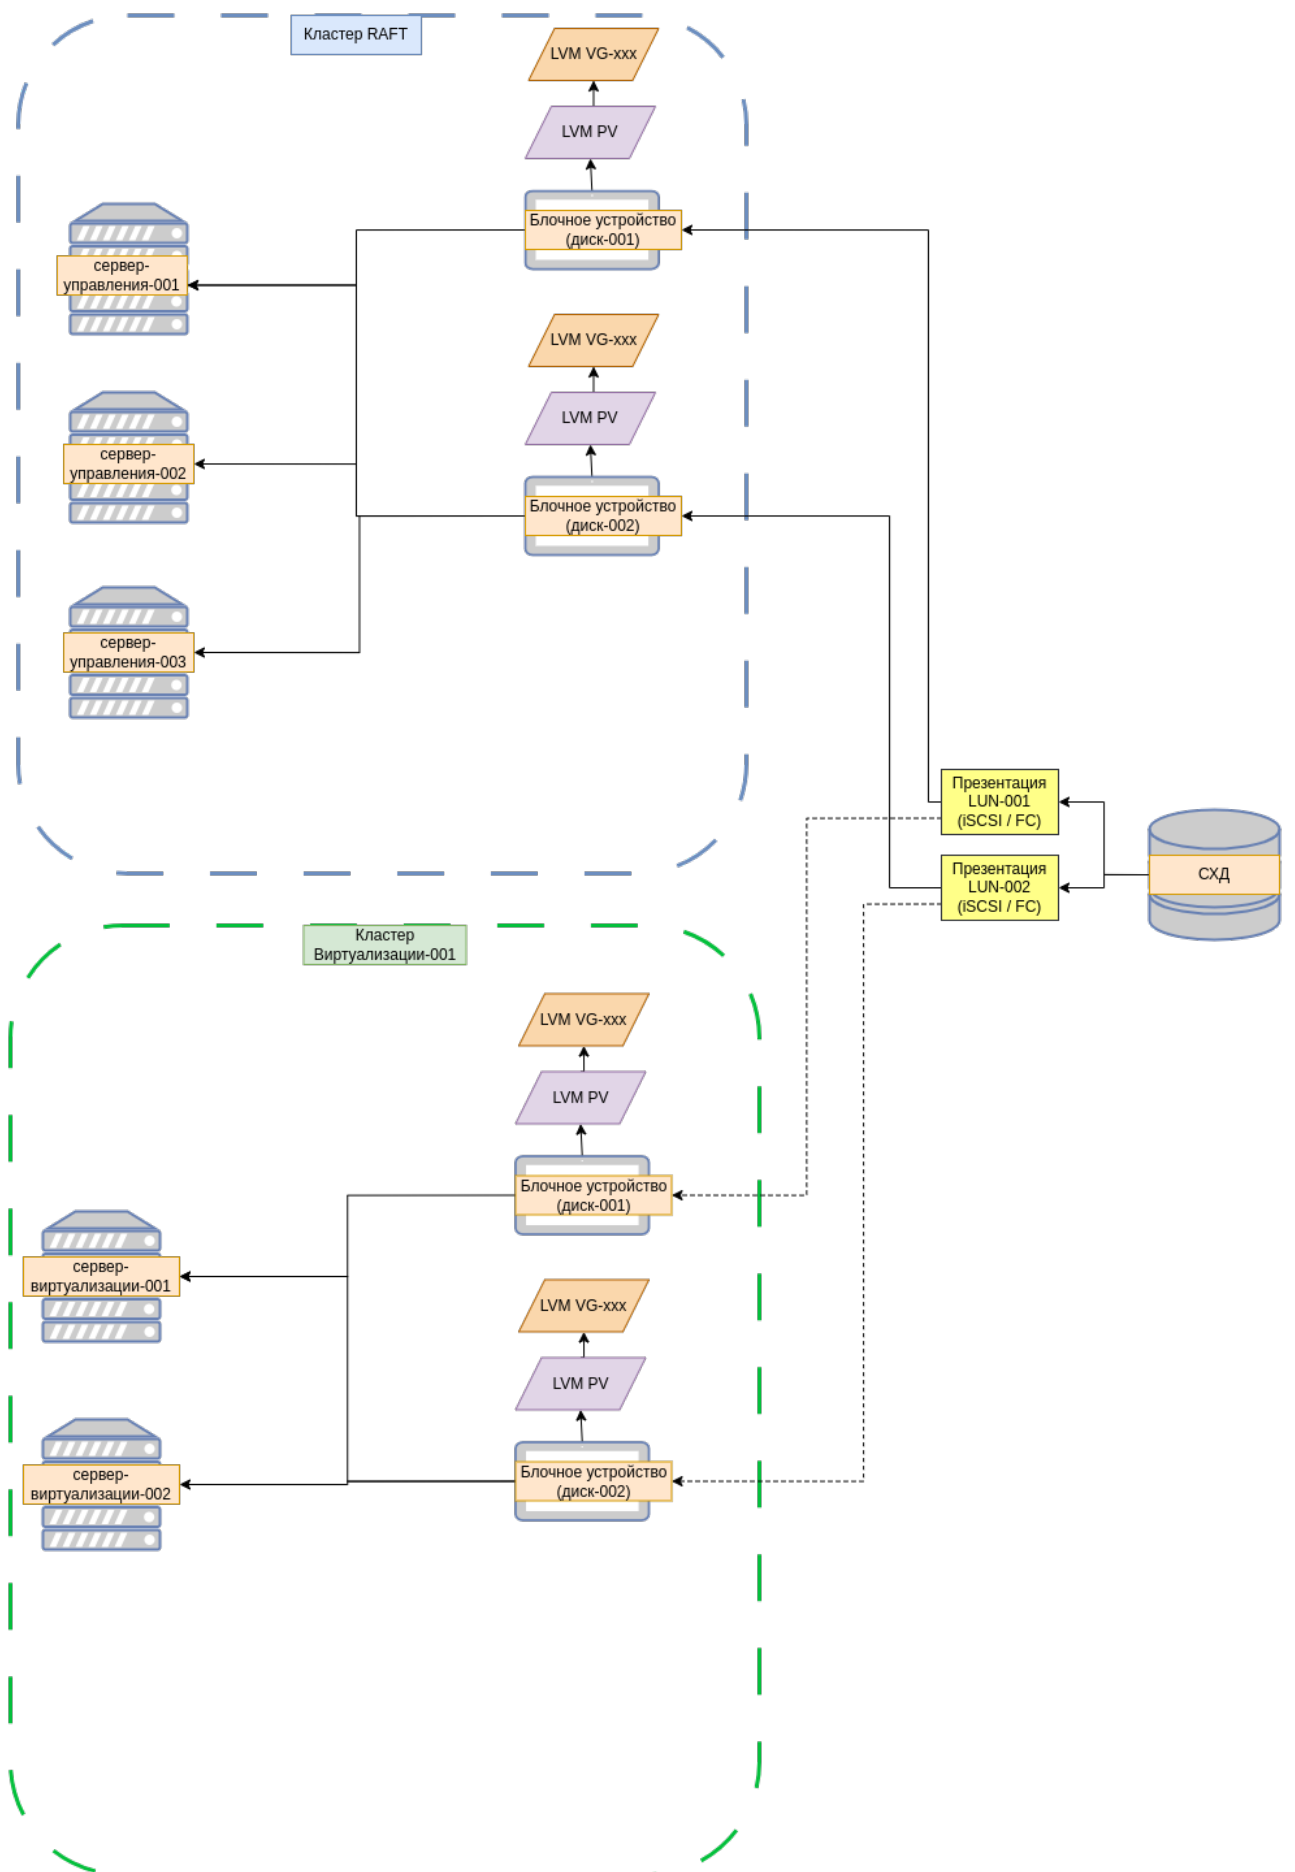 Кластер RAFT
LVM VG-xxx
LVM PV
Блочное устройство
(диск-001)
сервер-
управления-001
LVM VG-xxx
LVM PV
сервер-
управления-002
Блочное устройство
(диск-002)
сервер-
управления-003
Презентация
LUN-001
(iSCSI / FC)
Презентация
LUN-002
(iSCSI / FC)
СХД
Кластер
Виртуализации-001
LVM VG-xxx
LVM PV
Блочное устройство
(диск-001)
сервер-
виртуализации-001
LVM VG-xxx
LVM PV
Блочное устройство
(диск-002)
сервер-
виртуализации-002